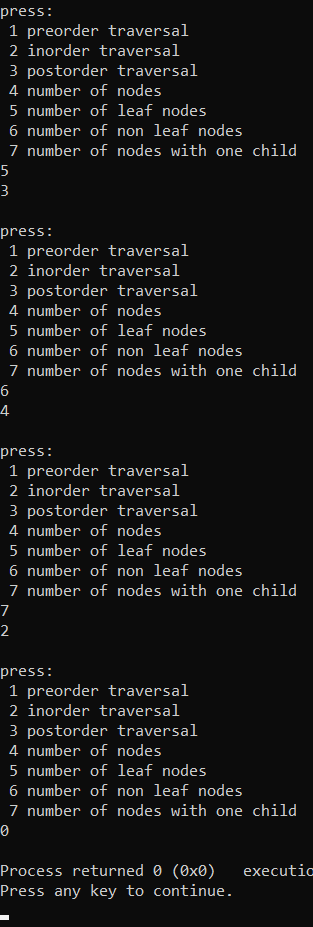 press:
 1 preorder traversal
 2 inorder traversal
 3 postorder traversal
 4 number of nodes
 5 number of leaf nodes
 6 number of non leaf nodes
 7 number of nodes with one child
5
3

press:
 1 preorder traversal
 2 inorder traversal
 3 postorder traversal
 4 number of nodes
 5 number of leaf nodes
 6 number of non leaf nodes
 7 number of nodes with one child
6
4

press:
 1 preorder traversal
 2 inorder traversal
 3 postorder traversal
 4 number of nodes
 5 number of leaf nodes
 6 number of non leaf nodes
 7 number of nodes with one child
7
2

press:
 1 preorder traversal
 2 inorder traversal
 3 postorder traversal
 4 number of nodes
 5 number of leaf nodes
 6 number of non leaf nodes
 7 number of nodes with one child
0

Process returned 0 (0x0)   executio
Press any key to continue.